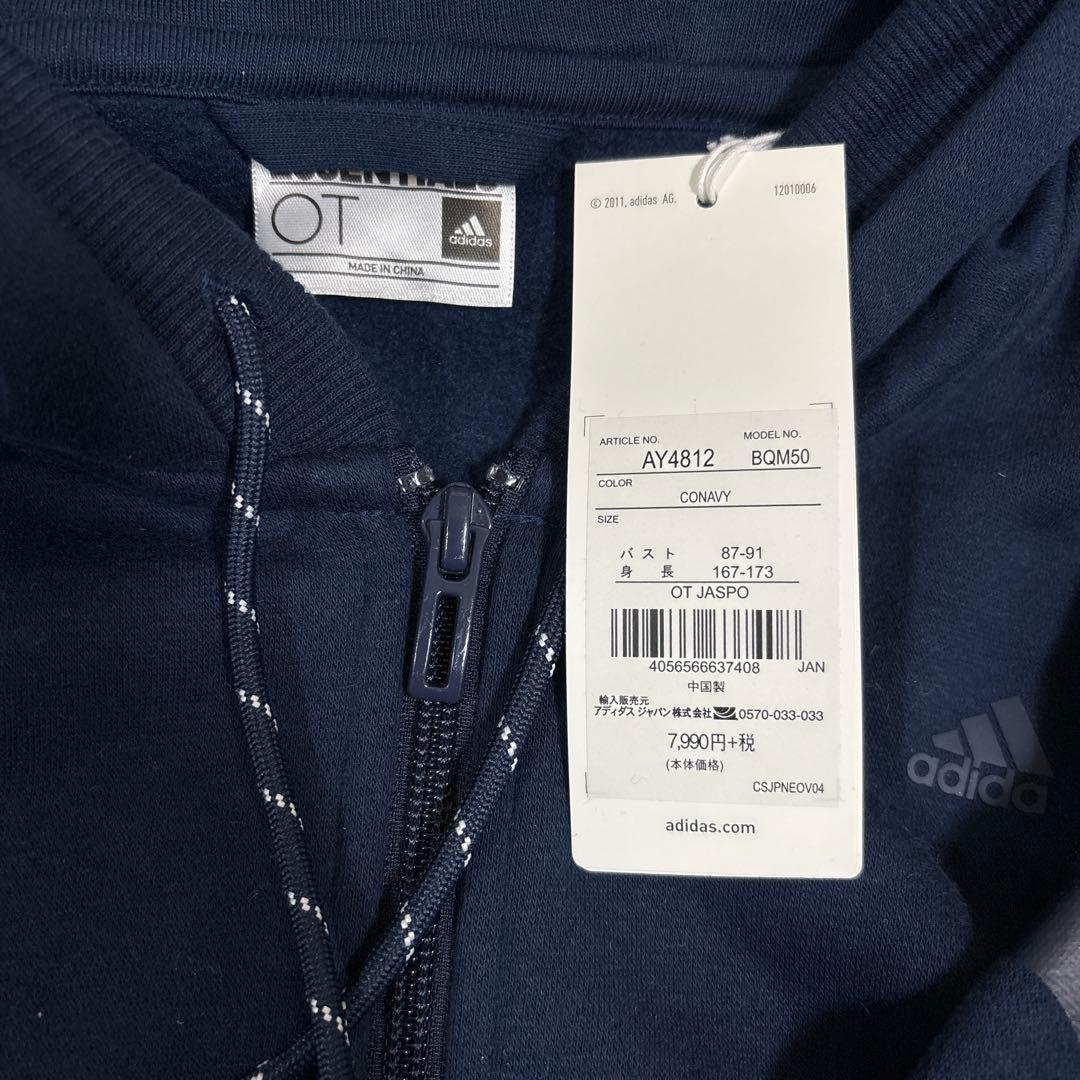 ESSENTIALS
OT
adidas
MADE IN CHINA
© 2011, adidas AG.
12010006
ARTICLE NO. MODEL NO.
AY4812 BQM50
COLOR
CONAVY
SIZE
バスト 87-91
身長 167-173
OT JASPO
4056566637408 JAN
中国製
輸入販売元
アディダス ジャパン株式会社 0570-033-033
7,990円+税
(本体価格)
CSJPNEOV04
adidas.com
adidas